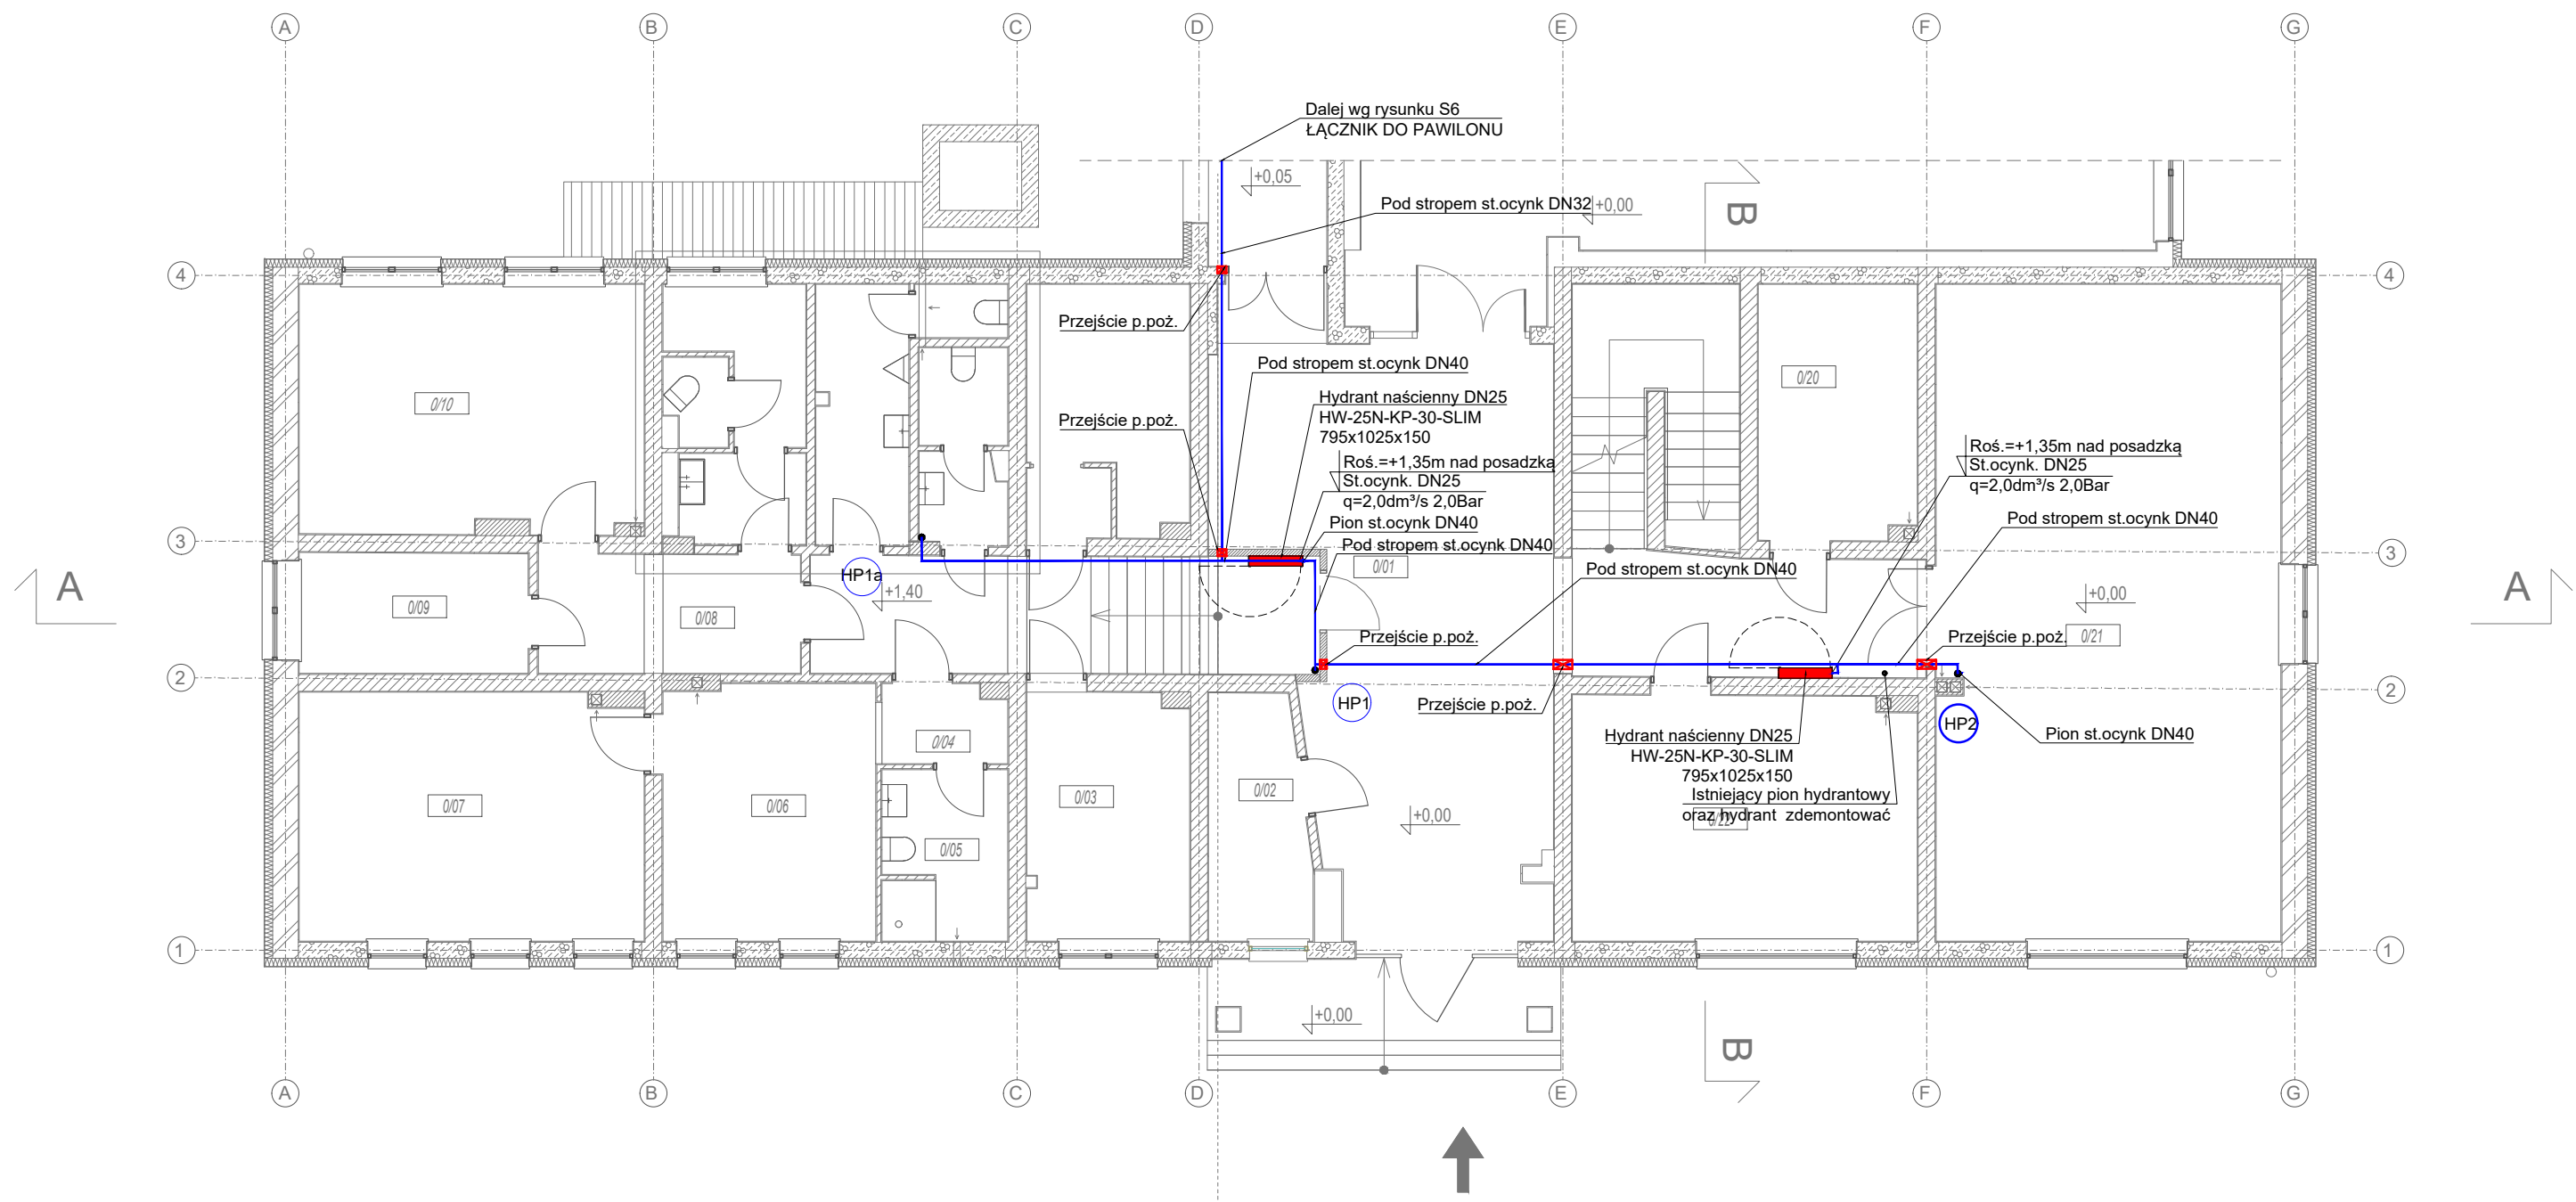 A
B
C
D
E
F
G
Dalej wg rysunku S6
ŁĄCZNIK DO PAWILONU
+0,05
Pod stropem st.ocynk DN32
+0,00
B
4
4
Przejście p.poż.
Pod stropem st.ocynk DN40
0/20
Hydrant naścienny DN25
HW-25N-KP-30-SLIM
795x1025x150
0/10
Przejście p.poż.
Roś.=+1,35m nad posadzką
St.ocynk. DN25
q=2,0dm³/s 2,0Bar
Roś.=+1,35m nad posadzką
St.ocynk. DN25
q=2,0dm³/s 2,0Bar
Pion st.ocynk DN40
Pod stropem st.ocynk DN40
Pod stropem st.ocynk DN40
3
3
0/01
Pod stropem st.ocynk DN40
HP1a
+1,40
A
A
+0,00
0/09
0/08
Przejście p.poż.
Przejście p.poż.
0/21
2
2
HP1
Przejście p.poż.
HP2
Pion st.ocynk DN40
Hydrant naścienny DN25
HW-25N-KP-30-SLIM
795x1025x150
Istniejący pion hydrantowy
oraz hydrant zdemontować
0/22
0/04
0/07
0/06
0/03
0/02
+0,00
0/05
1
1
+0,00
B
A
B
C
D
E
F
G